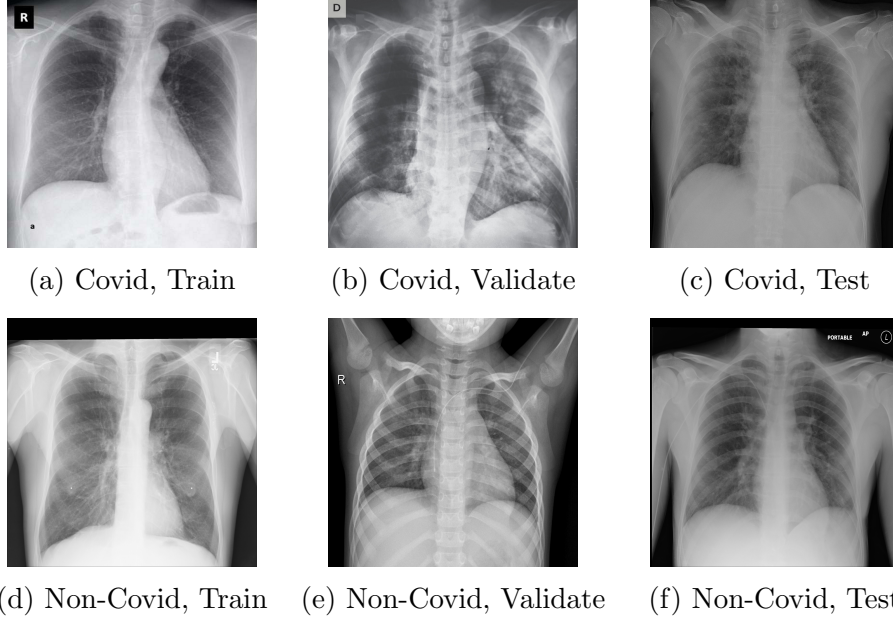 R
a
D
(a) Covid, Train
(b) Covid, Validate
(c) Covid, Test
R
PORTABLE
AP
L
(d) Non-Covid, Train
(e) Non-Covid, Validate
(f) Non-Covid, Test